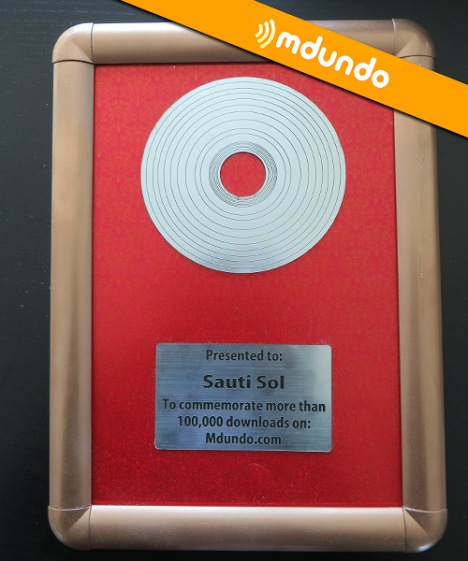 mdundo
Presented to:
Sauti Sol
To commemorate more than
100,000 downloads on:
Mdundo.com